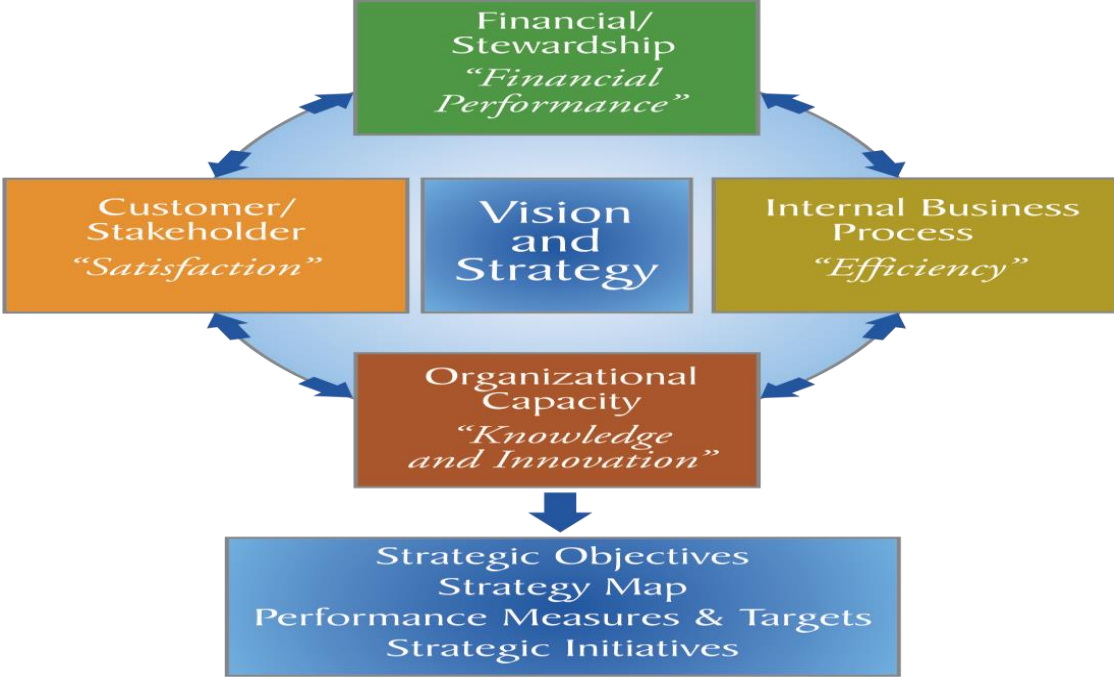 Financial/
Stewardship
“Financial
Performance”
Customer/
Stakeholder
“Satisfaction”
Vision
and
Strategy
Internal Business
Process
“Efficiency”
Organizational
Capacity
“Knowledge
and Innovation”
Strategic Objectives
Strategy Map
Performance Measures & Targets
Strategic Initiatives